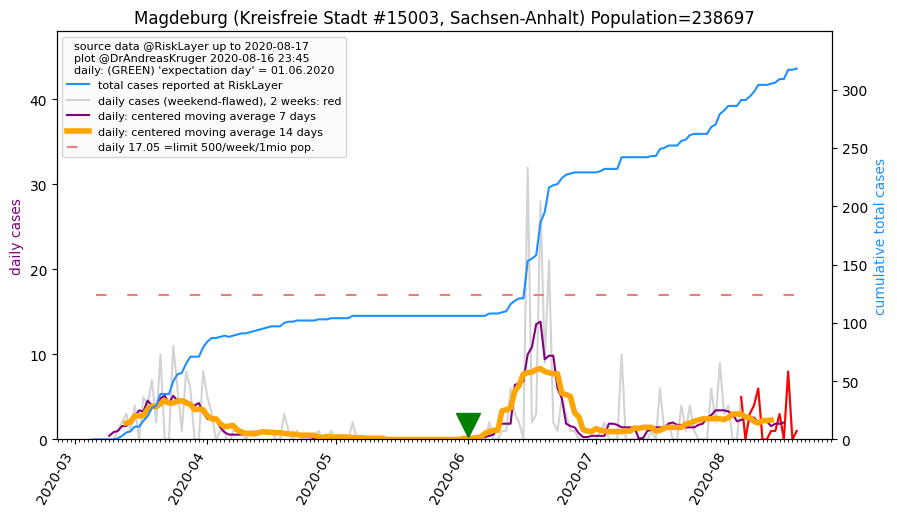 Magdeburg (Kreisfreie Stadt #15003, Sachsen-Anhalt) Population=238697
source data @RiskLayer up to 2020-08-17
plot @DrAndreasKruger 2020-08-16 23:45
daily: (GREEN) 'expectation day' = 01.06.2020
total cases reported at RiskLayer
daily cases (weekend-flawed), 2 weeks: red
daily: centered moving average 7 days
daily: centered moving average 14 days
daily 17.05 =limit 500/week/1mio pop.
daily cases
40
30
20
10
0
cumulative total cases
300
250
200
150
100
50
0
2020-03
2020-04
2020-05
2020-06
2020-07
2020-08